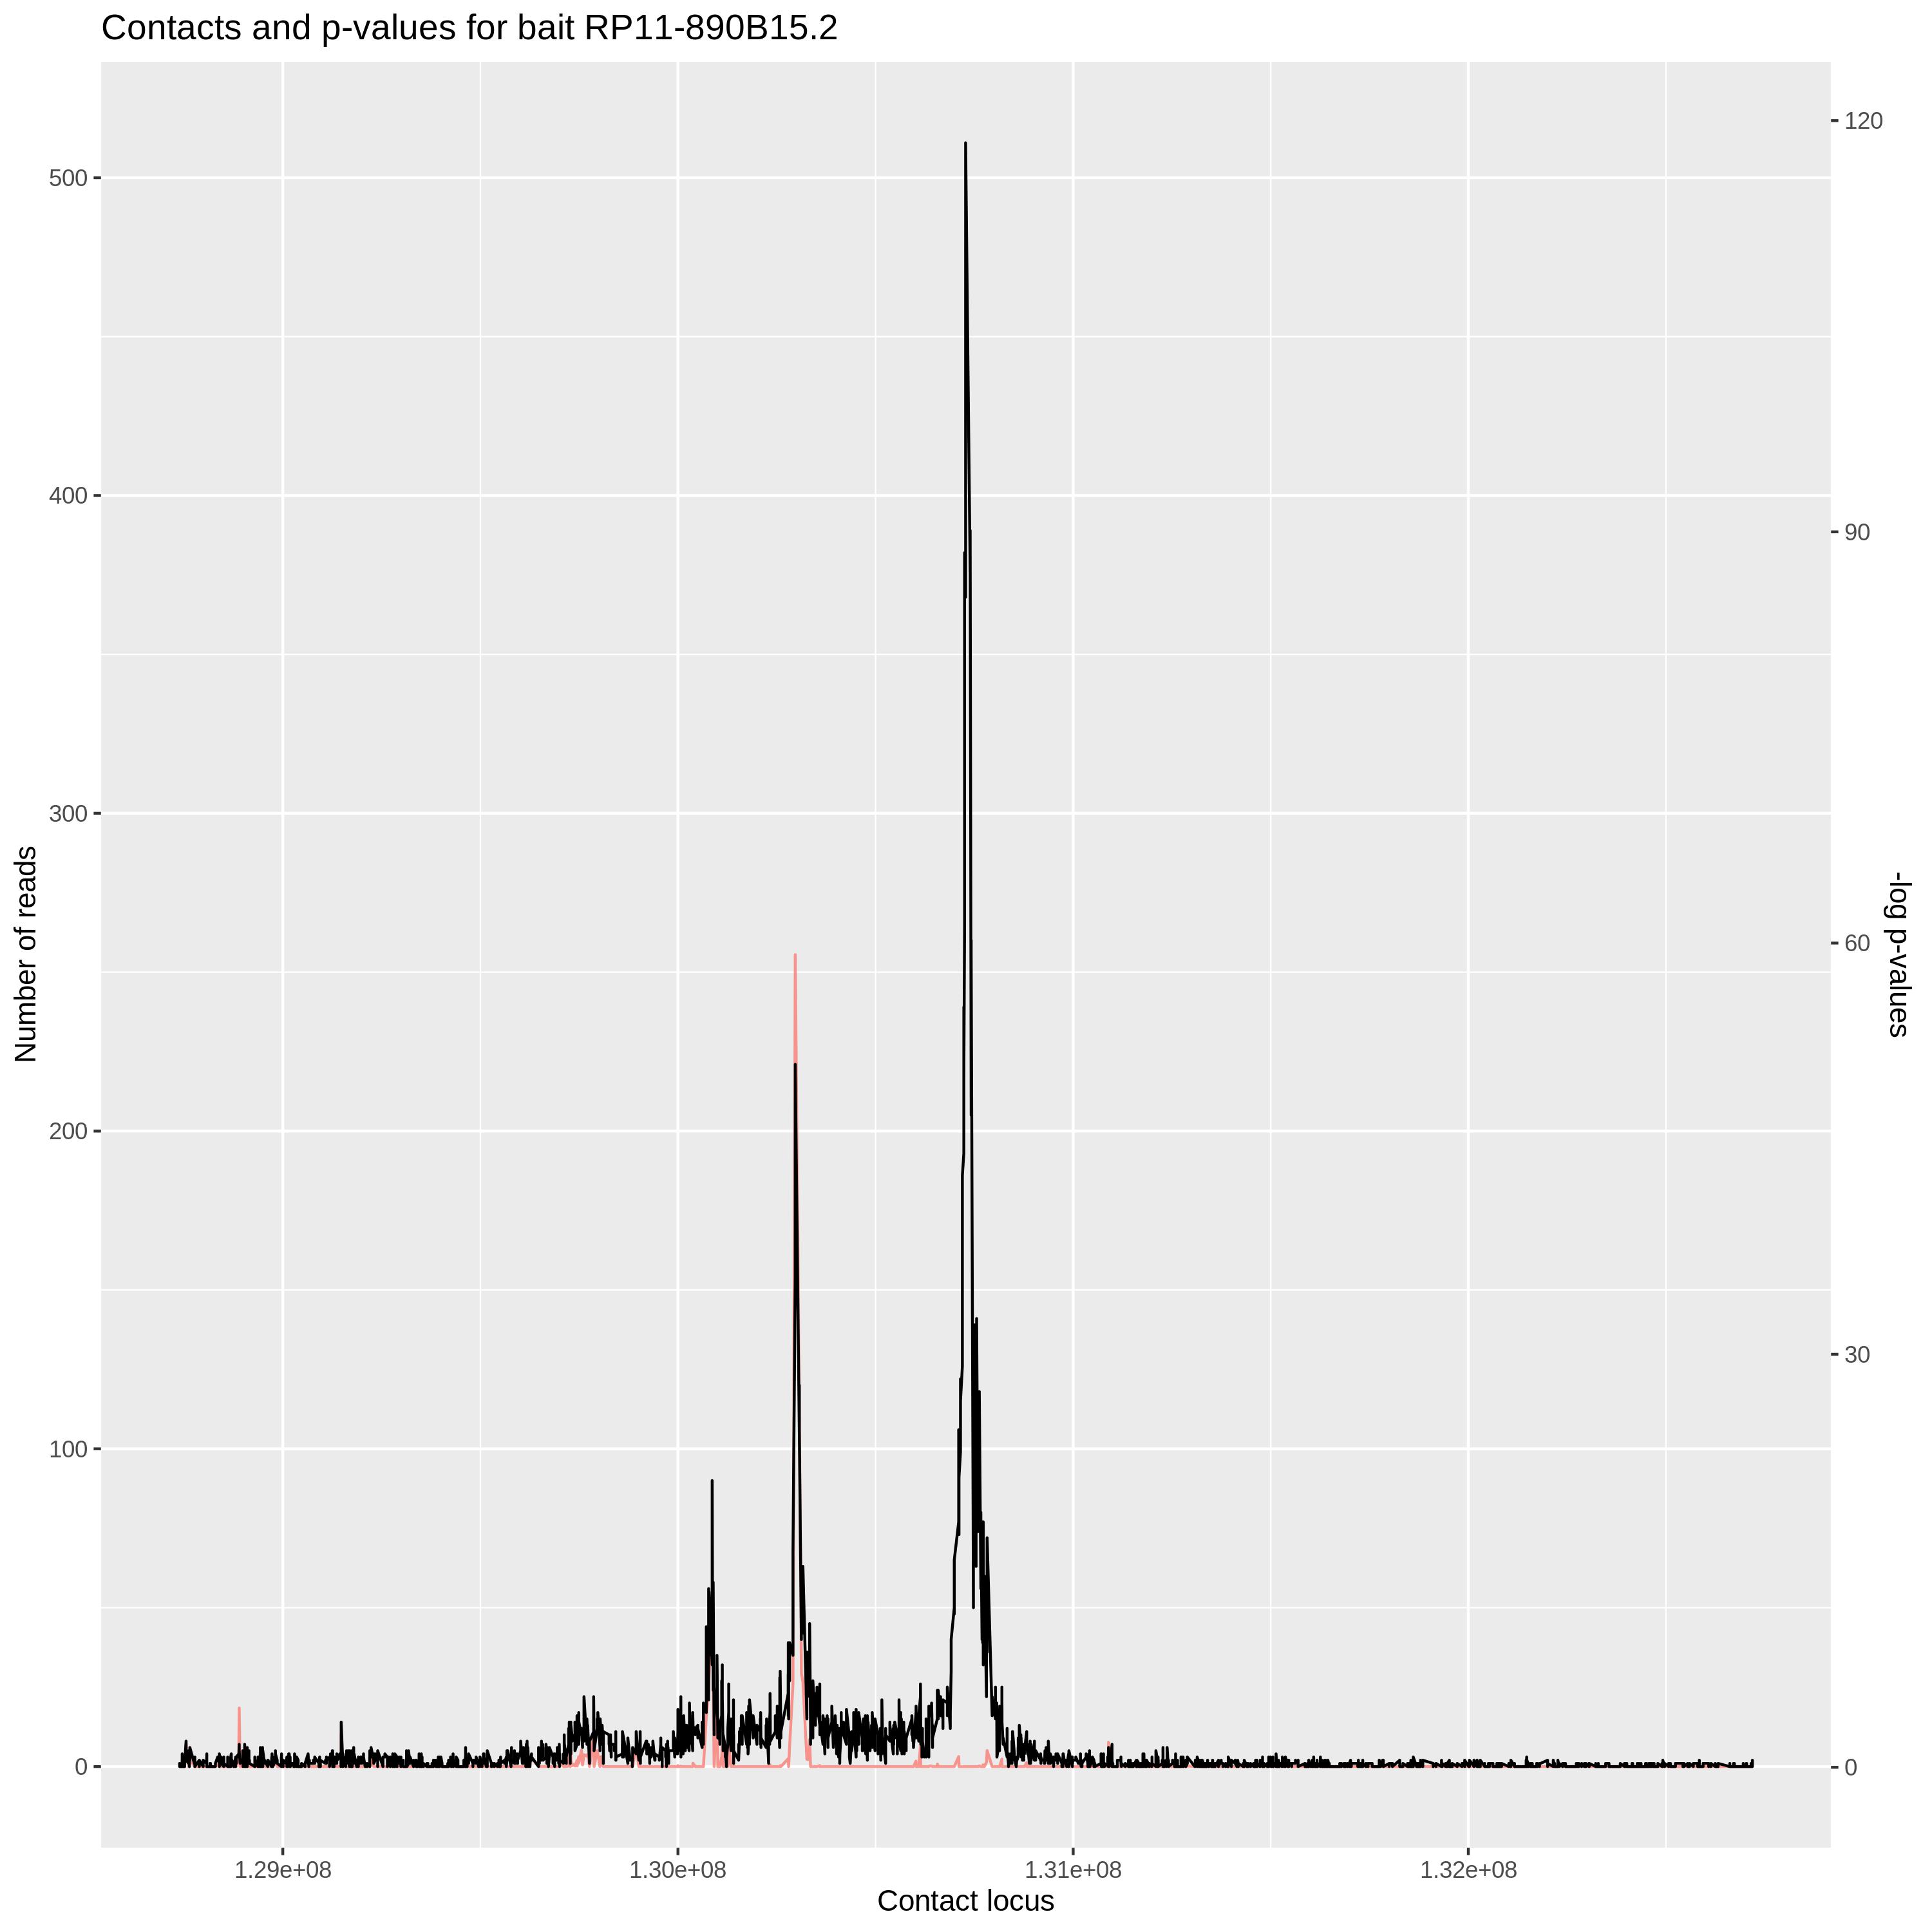 Contacts and p-values for bait RP11-890B15.2
500
400
300
200
100
0
Number of reads
120
90
60
30
0
-log p-values
1.29e+08
1.30e+08
1.31e+08
1.32e+08
Contact locus